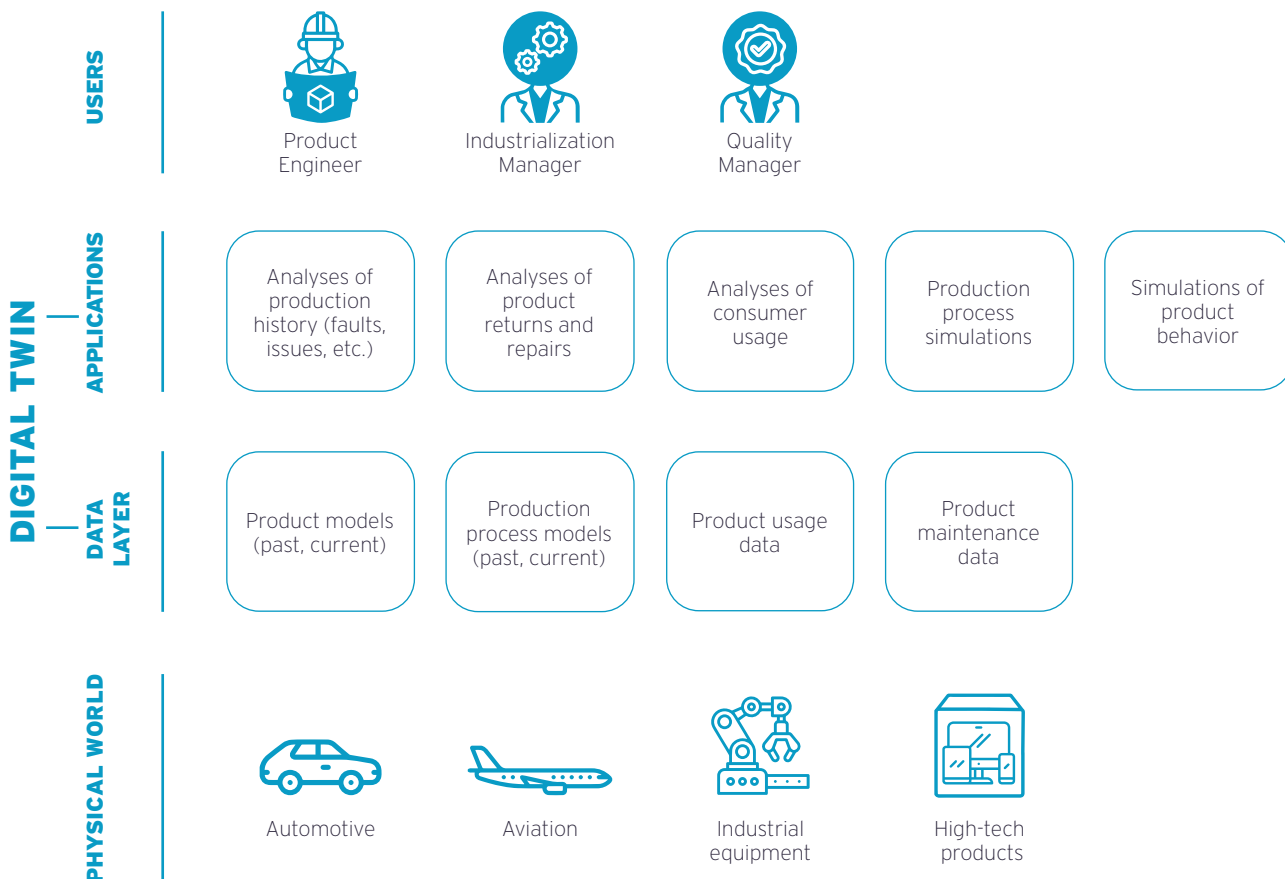 DIGITAL TWIN
USERS
Product
Engineer
Industrialization
Manager
Quality
Manager
APPLICATIONS
Analyses of
production
history (faults,
issues, etc.)
Analyses of
product
returns and
repairs
Analyses of
consumer
usage
Production
process
simulations
Simulations of
product
behavior
DATA
LAYER
Product models
(past, current)
Production
process models
(past, current)
Product usage
data
Product
maintenance
data
PHYSICAL WORLD
Automotive
Aviation
Industrial
equipment
High-tech
products